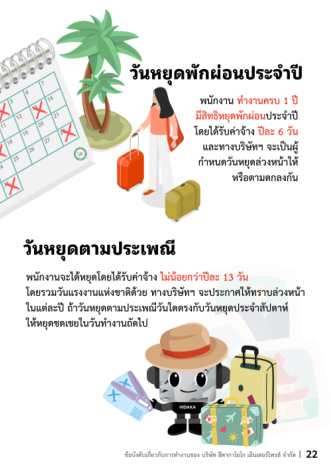 วันหยุดพักผ่อนประจำปี
พนักงาน ทำงานครบ 1 ปี
มีสิทธิหยุดพักผ่อนประจำปี
โดยได้รับค่าจ้าง ปีละ 6 วัน
และทางบริษัทฯ จะเป็นผู้
กำหนดวันหยุดล่วงหน้าให้
หรือตามตกลงกัน
วันหยุดตามประเพณี
พนักงานจะได้หยุดโดยได้รับค่าจ้าง ไม่น้อยกว่าปีละ 13 วัน
โดยรวมวันแรงงานแห่งชาติด้วย ทางบริษัทฯ จะประกาศให้ทราบล่วงหน้า
ในแต่ละปี ถ้าวันหยุดตามประเพณีวันใดตรงกับวันหยุดประจำสัปดาห์
ให้หยุดชดเชยในวันทำงานถัดไป
ข้อบังคับเกี่ยวกับการทำงานของ บริษัท ฮีดากาโยโก เอ็นเตอร์ไพรส์ จำกัด | 22